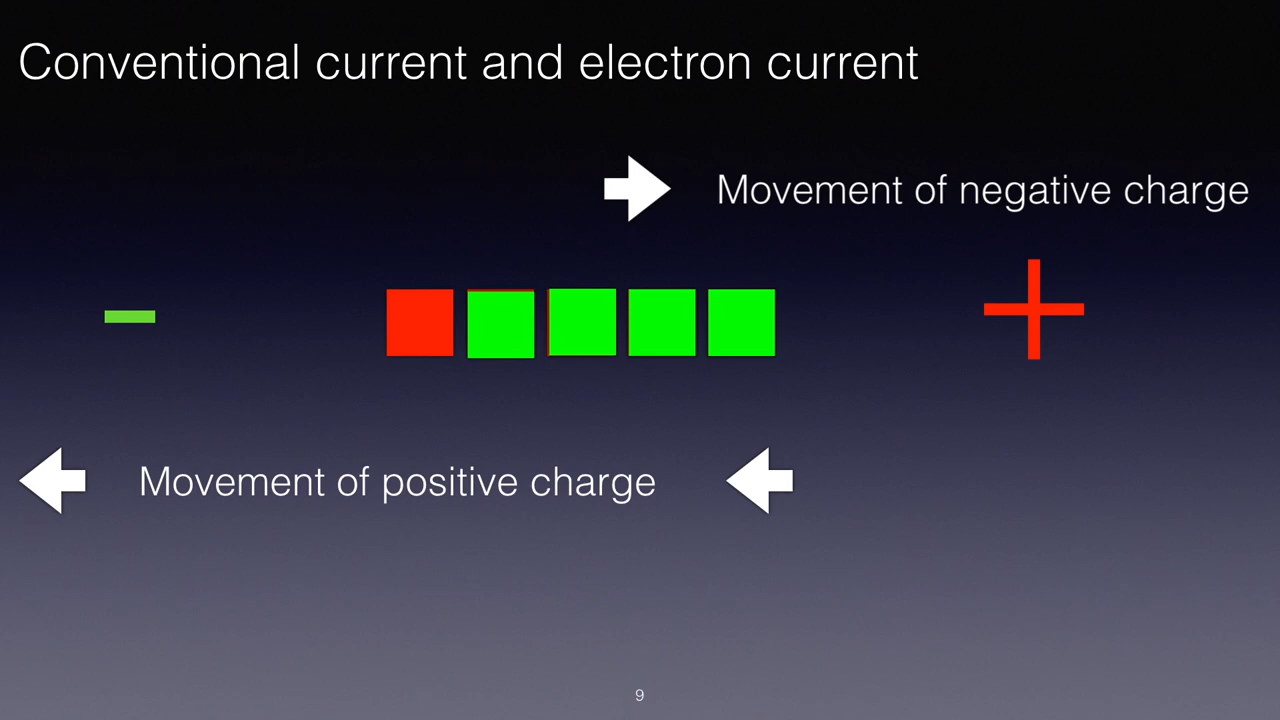 Conventional current and electron current
Movement of negative charge
Movement of positive charge
9